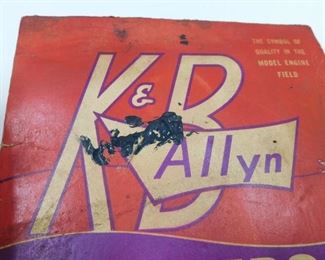 THE SYMBOL OF
QUALITY IN THE
MODEL ENGINE
FIELD
K&B
Allyn